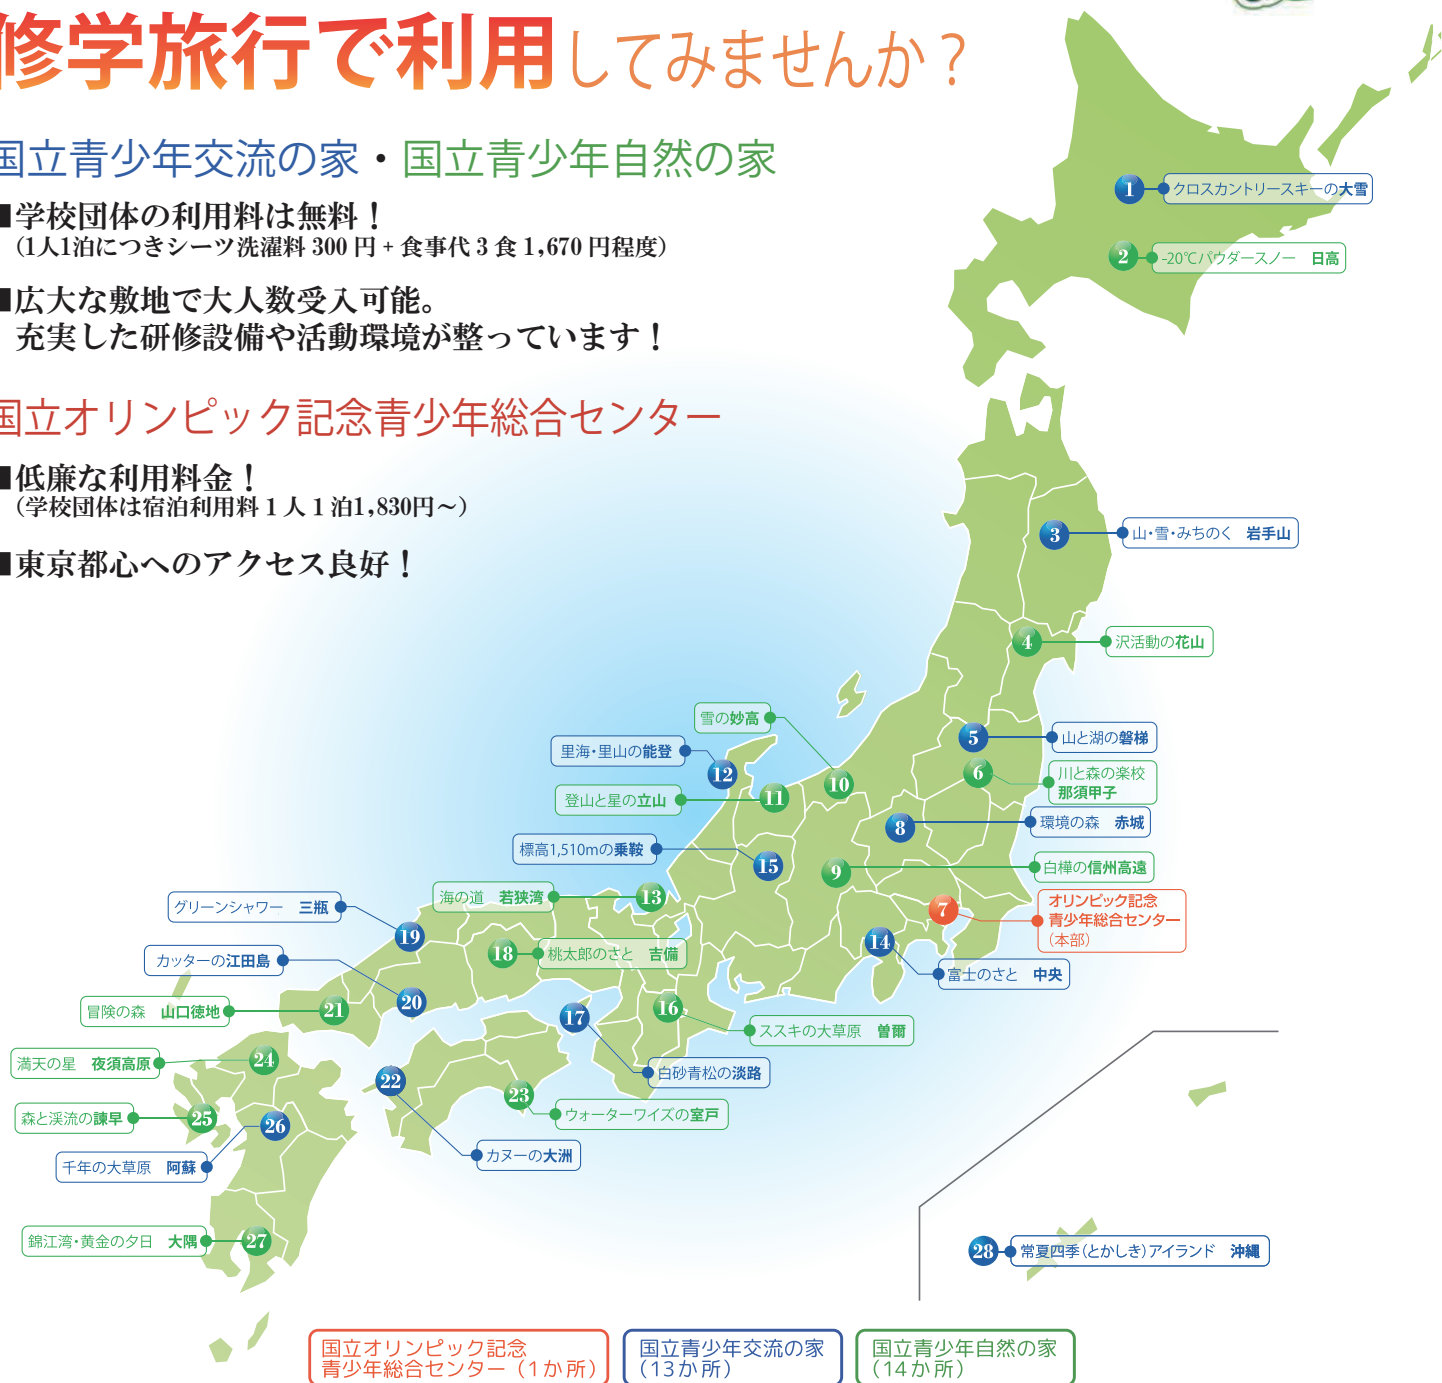 修学旅行で利用してみませんか？
国立青少年交流の家・国立青少年自然の家
■学校団体の利用料は無料！
（1人1泊につきシーツ洗濯料 300 円 + 食事代 3 食 1,670 円程度）
■広大な敷地で大人数受入可能。
充実した研修設備や活動環境が整っています！
国立オリンピック記念青少年総合センター
■低廉な利用料金！
（学校団体は宿泊利用料 1 人 1 泊1,830円～）
■東京都心へのアクセス良好！
1 クロスカントリースキーの大雪
2 -20℃パウダースノー 日高
3 山・雪・みちのく 岩手山
4 沢活動の花山
5 山と湖の磐梯
6 川と森の楽校
那須甲子
8 環境の森 赤城
9 白樺の信州高遠
7 オリンピック記念
青少年総合センター
（本部）
14 富士のさと 中央
雪の妙高 10
里海・里山の能登 12
登山と星の立山 11
標高1,510mの乗鞍 15
海の道 若狭湾 13
グリーンシャワー 三瓶 19
18 桃太郎のさと 吉備
カッターの江田島 20
冒険の森 山口徳地 21
16 ススキの大草原 曽爾
17 白砂青松の淡路
満天の星 夜須高原 24
22 カヌーの大洲
23 ウォーターワイズの室戸
森と渓流の諫早 25
千年の大草原 阿蘇 26
錦江湾・黄金の夕日 大隅 27
28 常夏四季（とかしき）アイランド 沖縄
国立オリンピック記念
青少年総合センター（1か所）
国立青少年交流の家
（13か所）
国立青少年自然の家
（14か所）